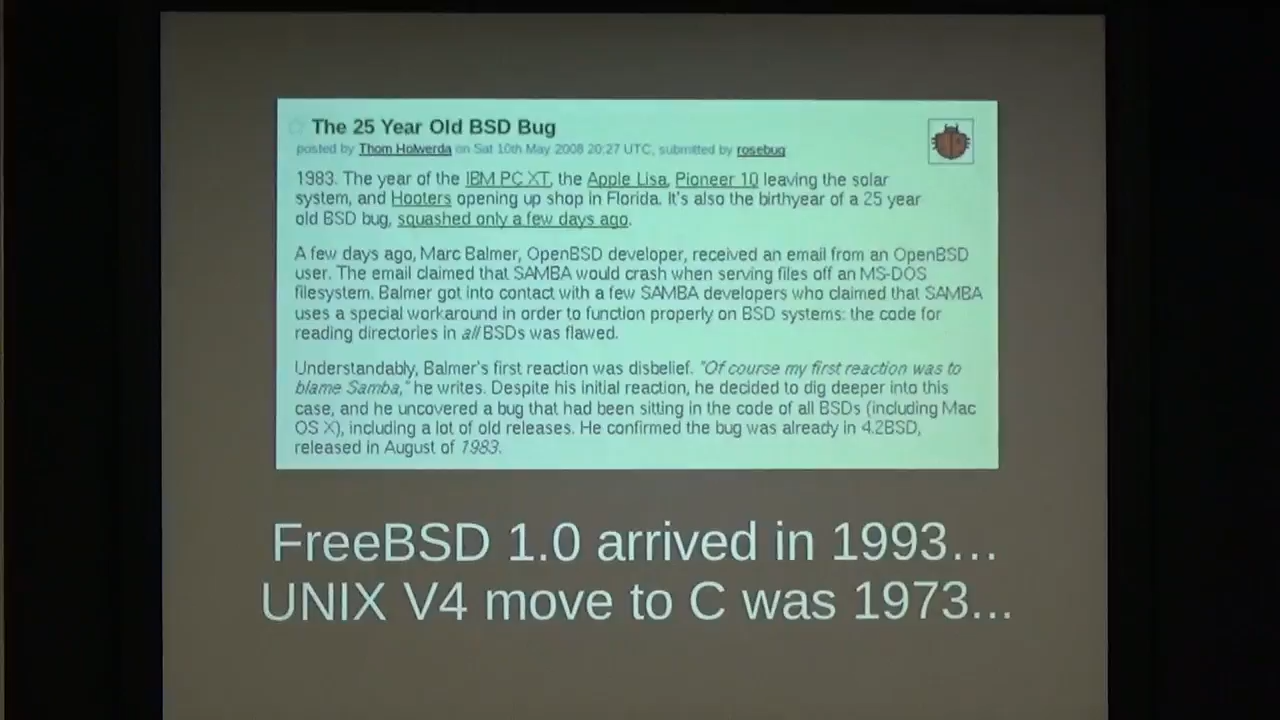 The 25 Year Old BSD Bug
posted by Thom Holwerda on Sat 10th May 2008 20:27 UTC, submitted by rosebug
1983. The year of the IBM PC XT, the Apple Lisa, Pioneer 10 leaving the solar
system, and Hooters opening up shop in Florida. It's also the birthyear of a 25 year
old BSD bug, squashed only a few days ago.
A few days ago, Marc Balmer, OpenBSD developer, received an email from an OpenBSD
user. The email claimed that SAMBA would crash when serving files off an MS-DOS
filesystem. Balmer got into contact with a few SAMBA developers who claimed that SAMBA
uses a special workaround in order to function properly on BSD systems: the code for
reading directories in all BSDs was flawed.
Understandably, Balmer's first reaction was disbelief. "Of course my first reaction was to
blame Samba," he writes. Despite his initial reaction, he decided to dig deeper into this
case, and he uncovered a bug that had been sitting in the code of all BSDs (including Mac
OS X), including a lot of old releases. He confirmed the bug was already in 4.2BSD,
released in August of 1983.
FreeBSD 1.0 arrived in 1993...
UNIX V4 move to C was 1973...